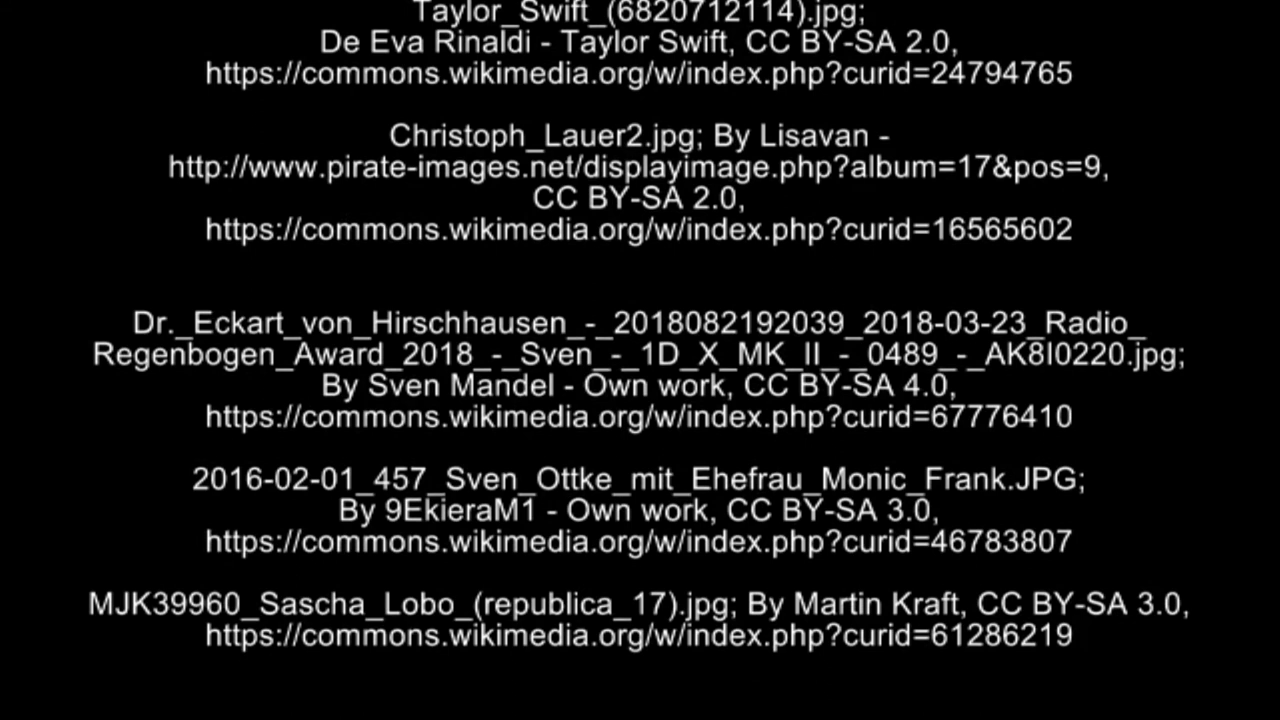 Taylor_Swift_(6820712114).jpg;
De Eva Rinaldi - Taylor Swift, CC BY-SA 2.0,
https://commons.wikimedia.org/w/index.php?curid=24794765
Christoph_Lauer2.jpg; By Lisavan -
http://www.pirate-images.net/displayimage.php?album=17&pos=9,
CC BY-SA 2.0,
https://commons.wikimedia.org/w/index.php?curid=16565602
Dr._Eckart_von_Hirschhausen_-_2018082192039_2018-03-23_Radio_
Regenbogen_Award_2018_-_Sven_-_1D_X_MK_II_-_0489_-_AK8I0220.jpg;
By Sven Mandel - Own work, CC BY-SA 4.0,
https://commons.wikimedia.org/w/index.php?curid=67776410
2016-02-01_457_Sven_Ottke_mit_Ehefrau_Monic_Frank.JPG;
By 9EkieraM1 - Own work, CC BY-SA 3.0,
https://commons.wikimedia.org/w/index.php?curid=46783807
MJK39960_Sascha_Lobo_(republica_17).jpg; By Martin Kraft, CC BY-SA 3.0,
https://commons.wikimedia.org/w/index.php?curid=61286219